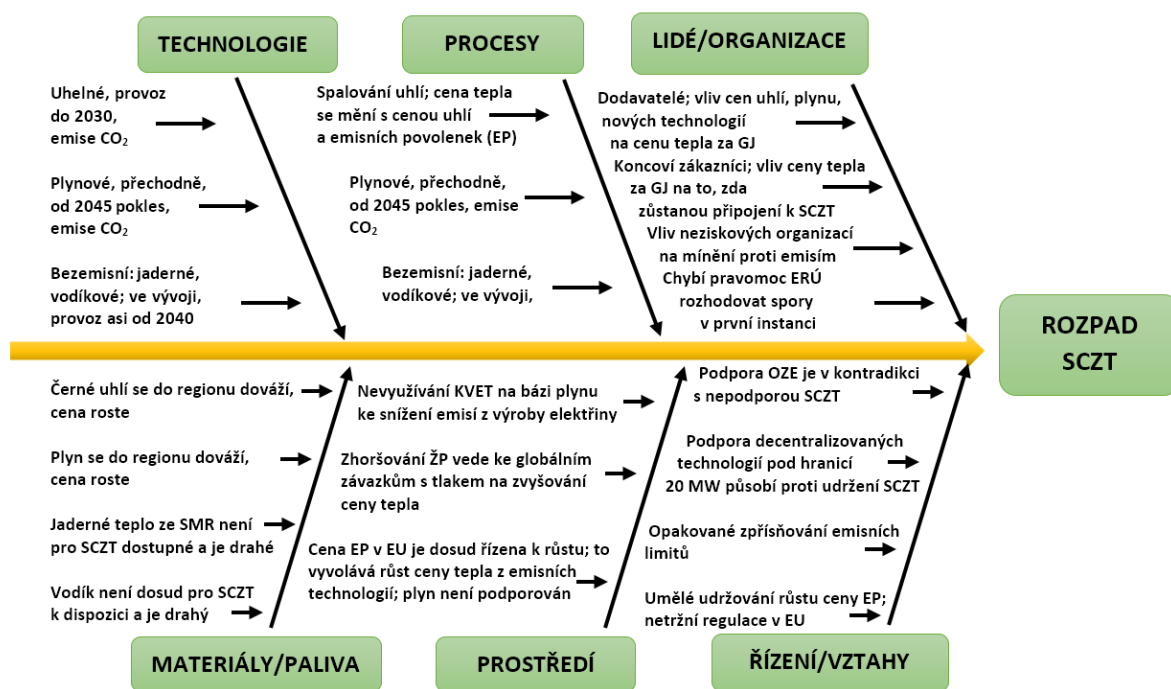 TECHNOLOGIE
Uhelné, provoz
do 2030,
emise CO₂
Plynové, přechodně,
od 2045 pokles,
emise CO₂
Bezemisní: jaderné,
vodíkové; ve vývoji,
provoz asi od 2040
PROCESY
Spalování uhlí; cena tepla
se mění s cenou uhlí
a emisních povolenek (EP)
Plynové, přechodně,
od 2045 pokles, emise
CO₂
Bezemisní: jaderné,
vodíkové; ve vývoji,
LIDÉ/ORGANIZACE
Dodavatelé; vliv cen uhlí, plynu,
nových technologií
na cenu tepla za GJ
Koncoví zákazníci; vliv ceny tepla
za GJ na to, zda
zůstanou připojení k SCZT
Vliv neziskových organizací
na mínění proti emisím
Chybí pravomoc ERÚ
rozhodovat spory
v první instanci
ROZPAD
SCZT
Černé uhlí se do regionu dováží,
cena roste
Plyn se do regionu dováží,
cena roste
Jaderné teplo ze SMR není
pro SCZT dostupné a je drahé
Vodík není dosud pro SCZT
k dispozici a je drahý
MATERIÁLY/PALIVA
Nevyužívání KVET na bázi plynu
ke snížení emisí z výroby elektřiny
Zhoršování ŽP vede ke globálním
závazkům s tlakem na zvyšování
ceny tepla
Cena EP v EU je dosud řízena k růstu; to
vyvolává růst ceny tepla z emisních
technologií; plyn není podporován
PROSTŘEDÍ
Podpora OZE je v kontradikci
s nepodporou SCZT
Podpora decentralizovaných
technologií pod hranicí
20 MW působí proti udržení SCZT
Opakované zpřísňování emisních
limitů
Umělé udržování růstu ceny EP;
netržní regulace v EU
ŘÍZENÍ/VZTAHY